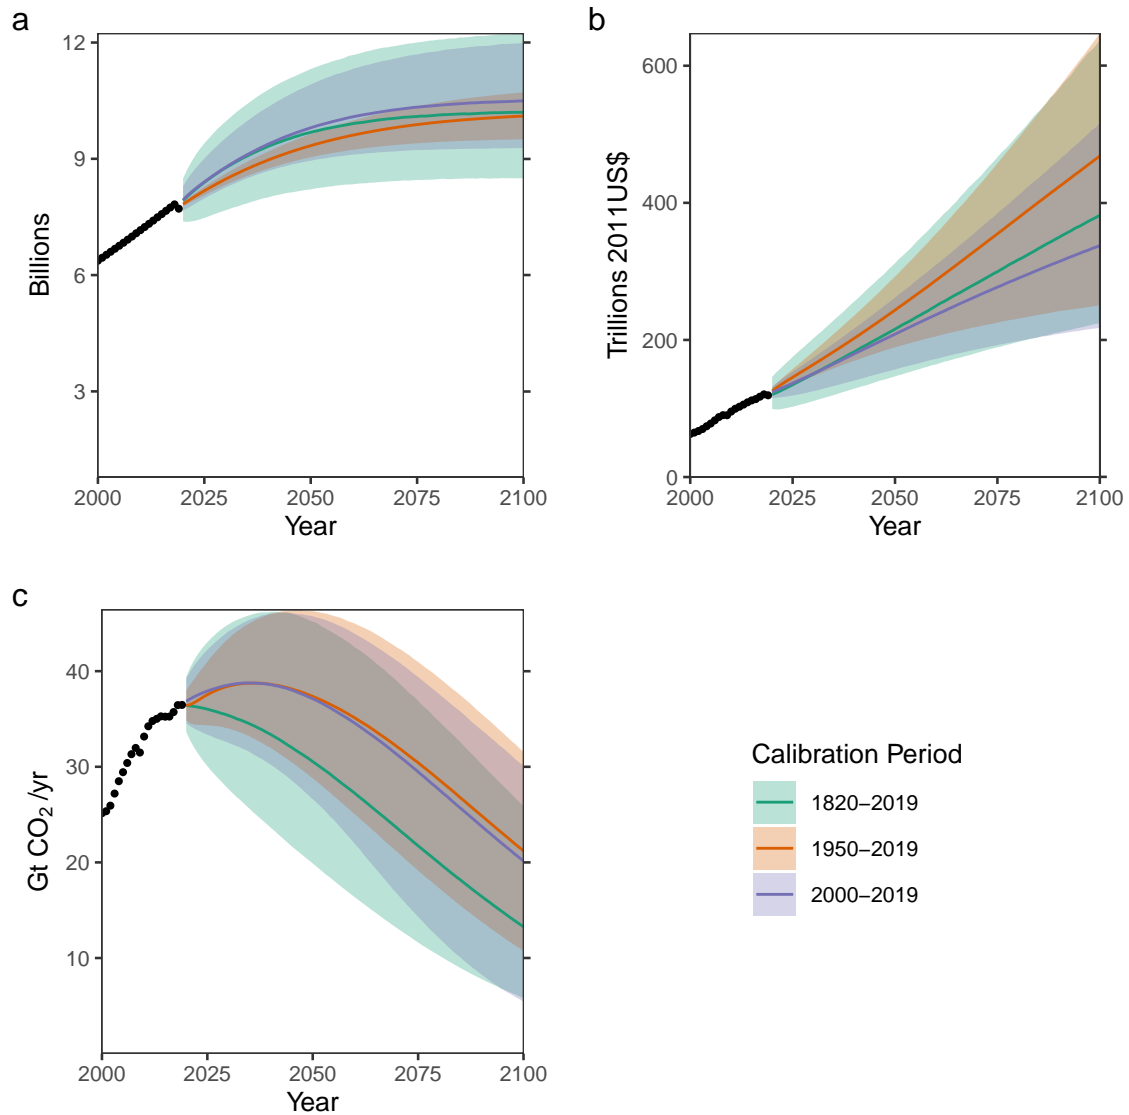 a
12
9
6
3
Billions
2000 2025 2050 2075 2100
Year
b
600
400
200
0
Trillions 2011US$
2000 2025 2050 2075 2100
Year
c
40
30
20
10
Gt CO₂ /yr
2000 2025 2050 2075 2100
Year
Calibration Period
1820−2019
1950−2019
2000−2019